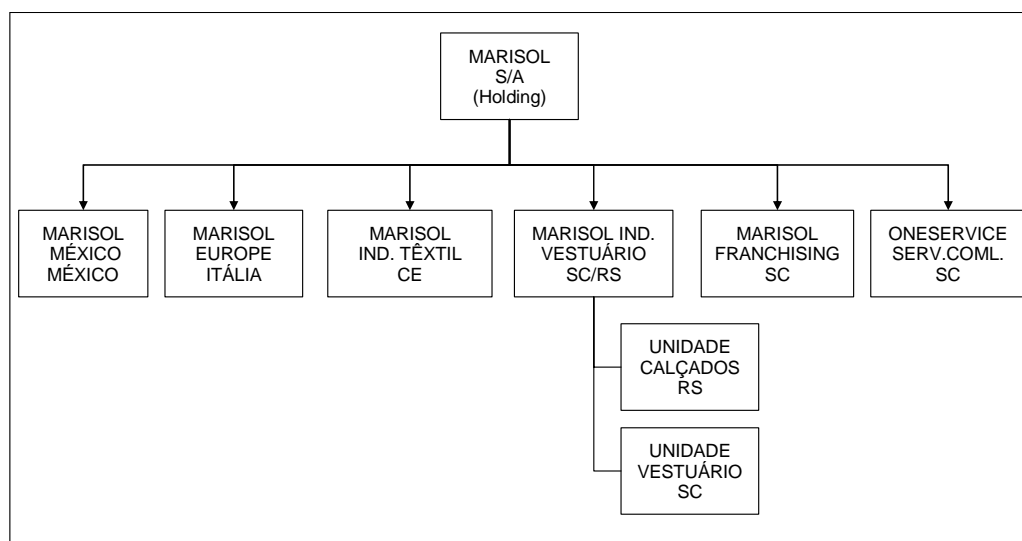 MARISOL
S/A
(Holding)
MARISOL
MÉXICO
MÉXICO
MARISOL
EUROPE
ITÁLIA
MARISOL
IND. TÊXTIL
CE
MARISOL IND.
VESTUÁRIO
SC/RS
MARISOL
FRANCHISING
SC
ONESERVICE
SERV.COML.
SC
UNIDADE
CALÇADOS
RS
UNIDADE
VESTUÁRIO
SC